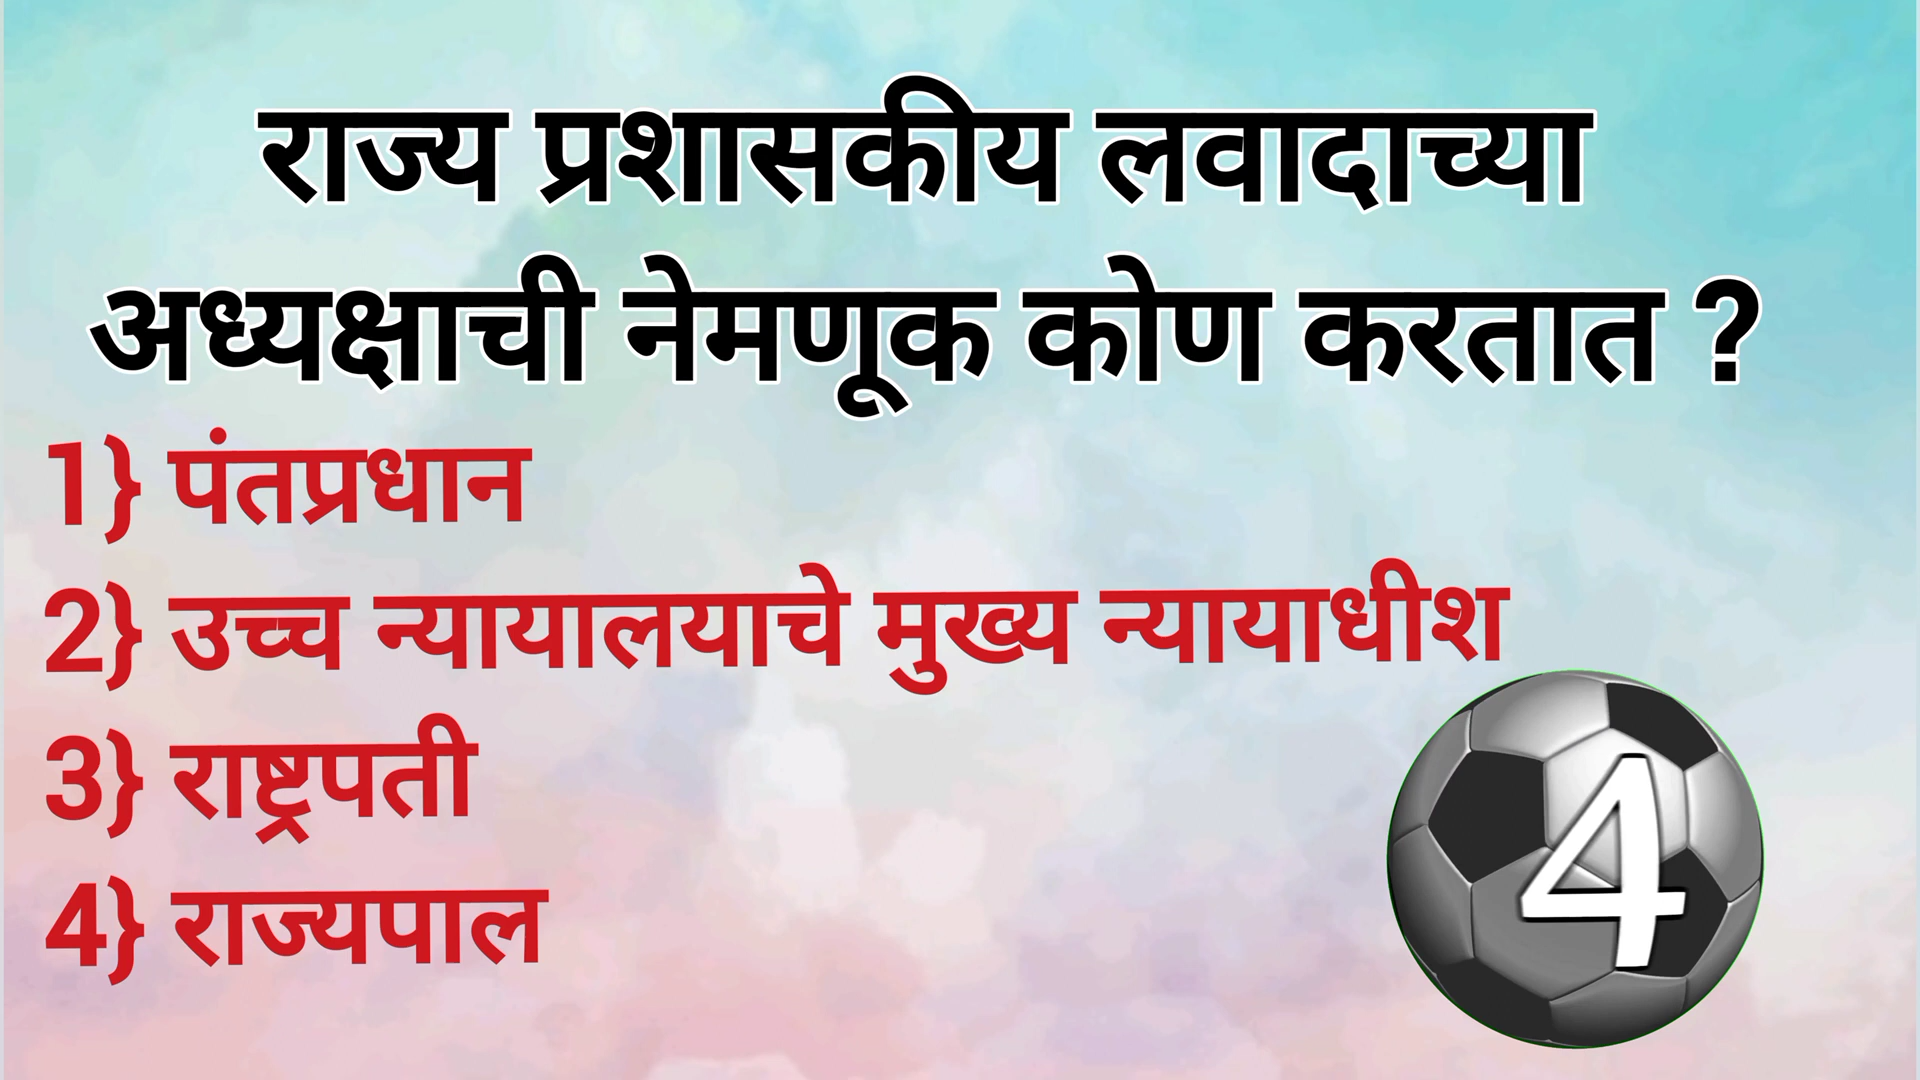 राज्य प्रशासकीय लवादाच्या
अध्यक्षाची नेमणूक कोण करतात ?
1} पंतप्रधान
2} उच्च न्यायालयाचे मुख्य न्यायाधीश
3} राष्ट्रपती
4} राज्यपाल
4